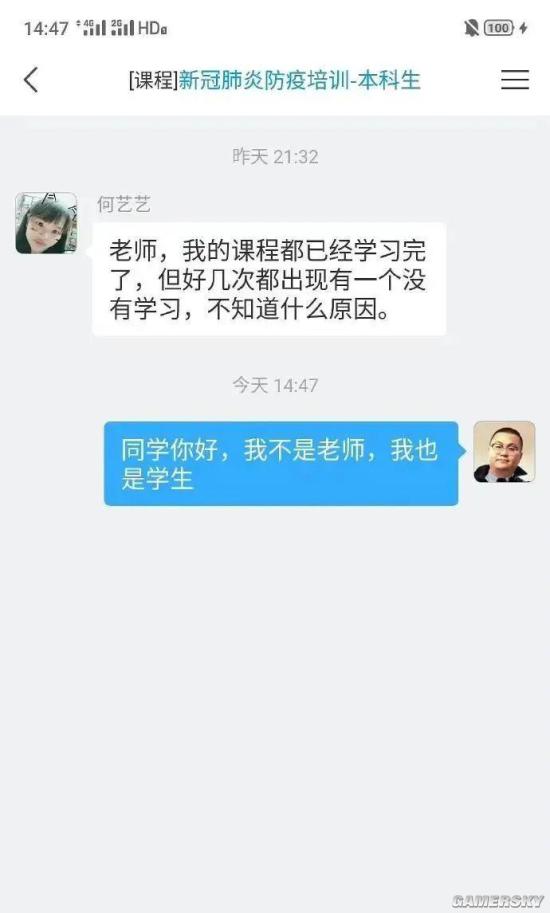 14:47 4G 2G HD
100
[课程]新冠肺炎防疫培训-本科生
昨天 21:32
何艺艺
老师，我的课程都已经学习完
了，但好几次都出现有一个没
有学习，不知道什么原因。
今天 14:47
同学你好，我不是老师，我也
是学生
GAMERSKY